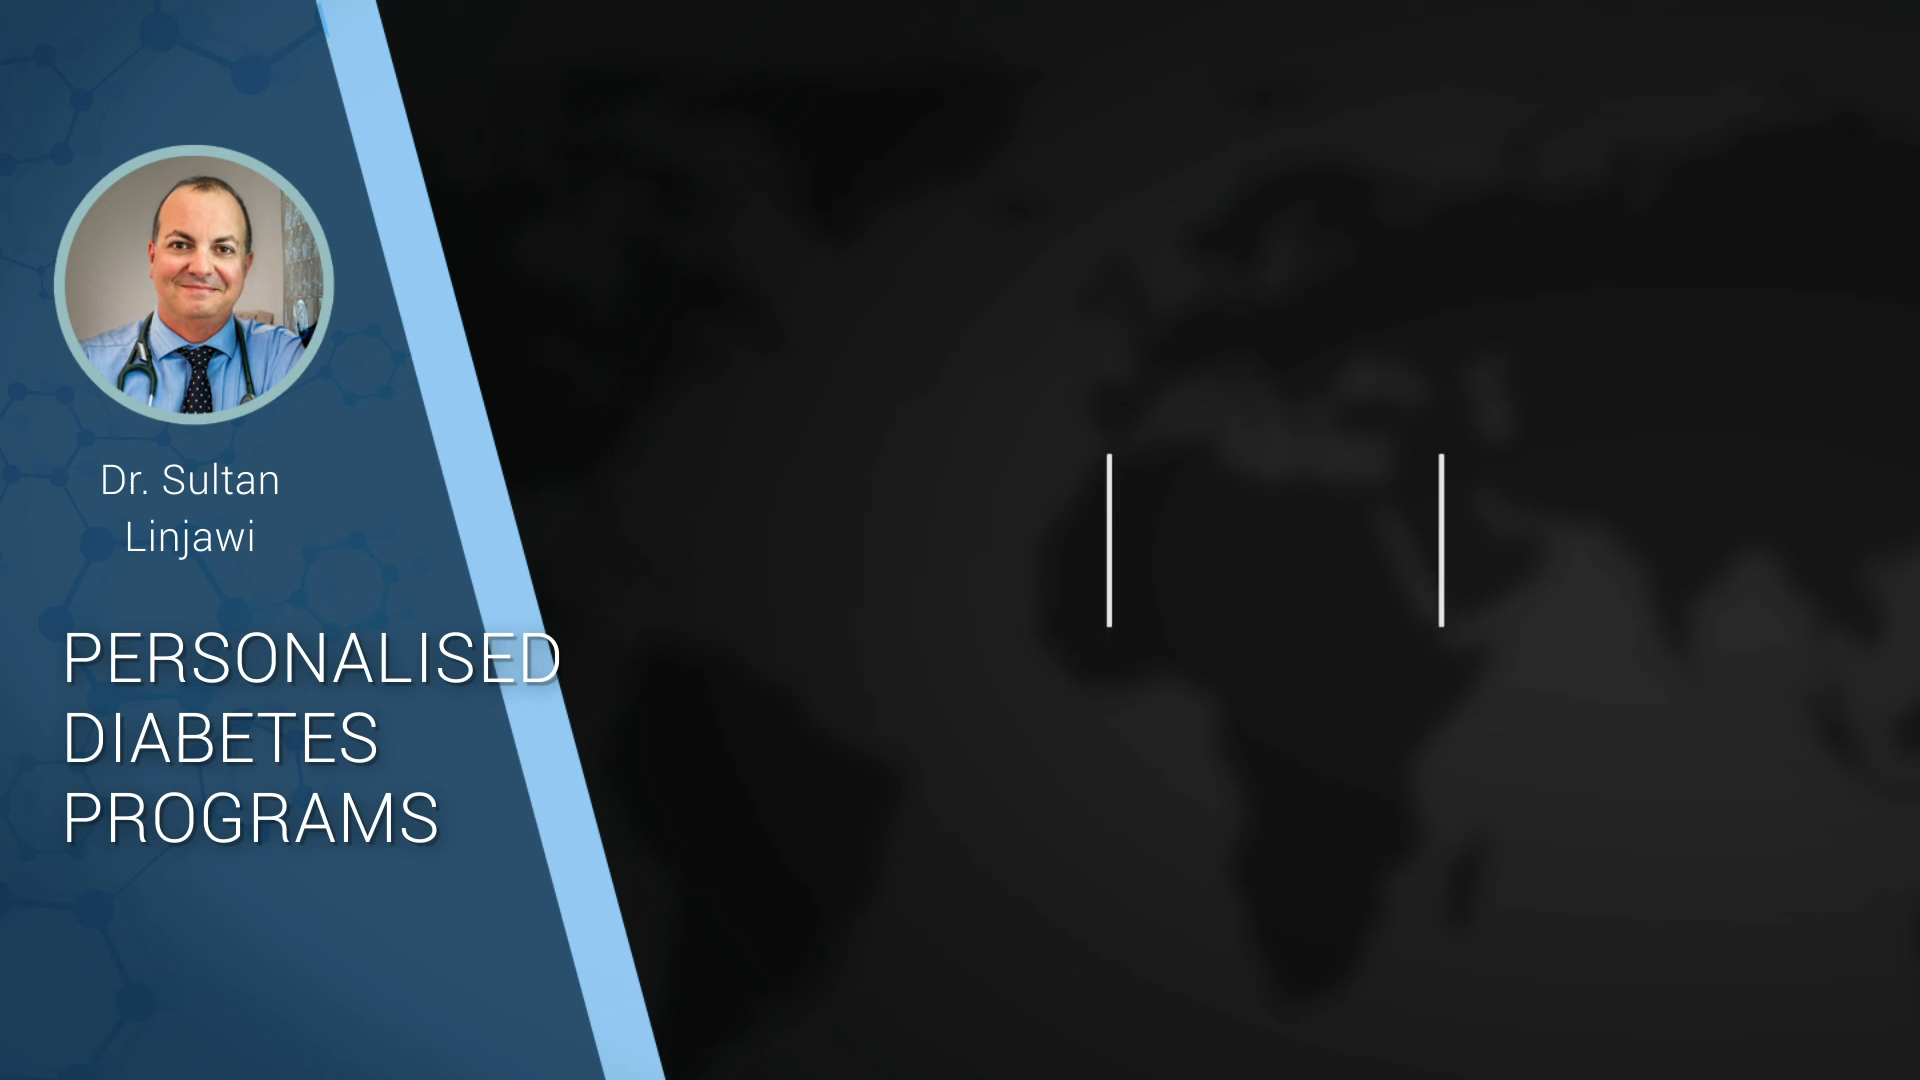 Dr. Sultan
Linjawi
PERSONALISED
DIABETES
PROGRAMS